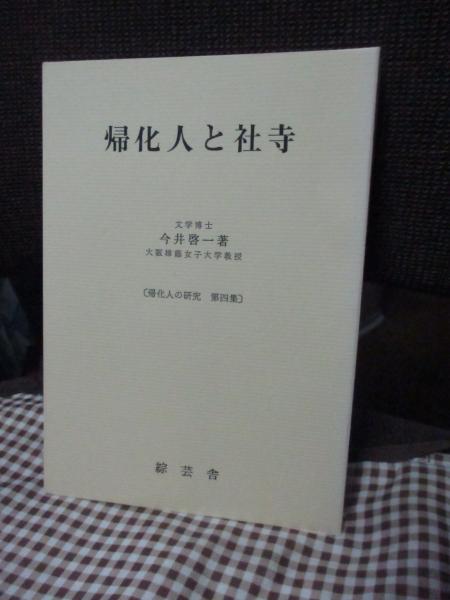 帰化人と社寺
文学博士
今井啓一著
大阪樟蔭女子大学教授
〔帰化人の研究 第四集〕
綜芸舎